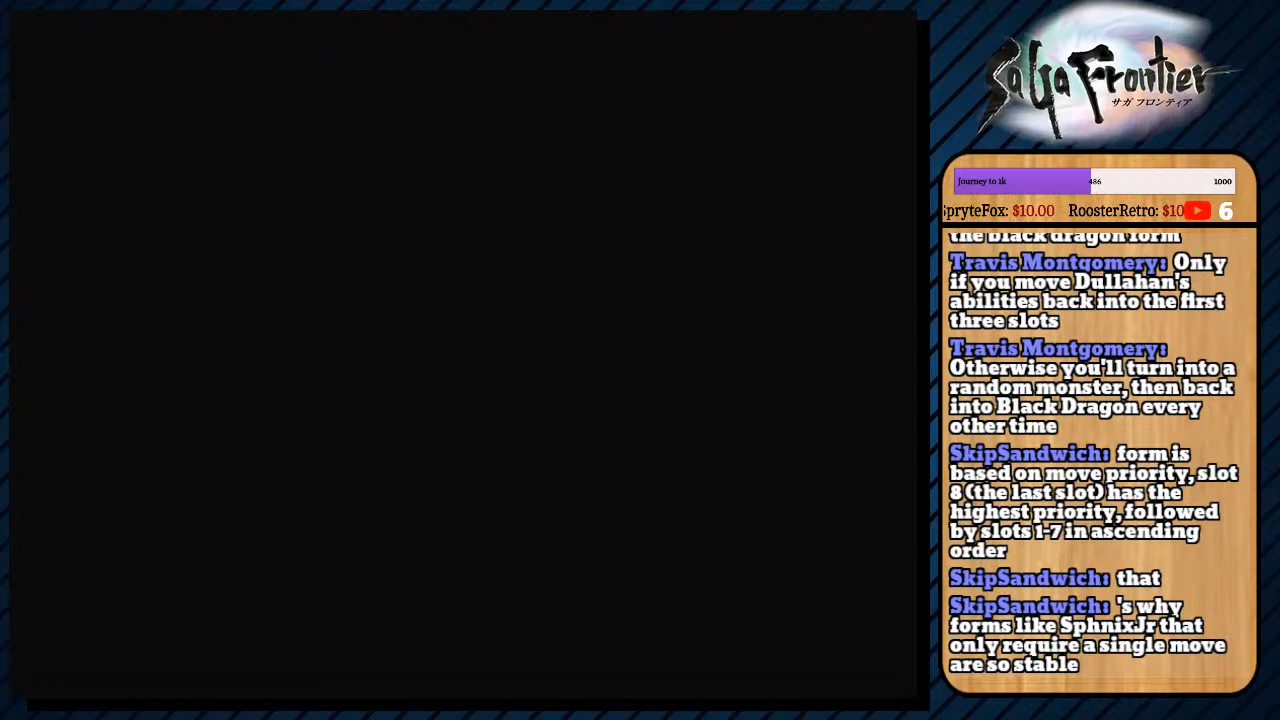 SaGa Frontier
サガ フロンティア
Journey to 1k 486 1000
SpryteFox: $10.00 RoosterRetro: $10 6
the black dragon form
Travis Montgomery: Only
if you move Dullahan's
abilities back into the first
three slots
Travis Montgomery:
Otherwise you'll turn into a
random monster, then back
into Black Dragon every
other time
SkipSandwich: form is
based on move priority, slot
8 (the last slot) has the
highest priority, followed
by slots 1-7 in ascending
order
SkipSandwich: that
SkipSandwich: 's why
forms like SphnixJr that
only require a single move
are so stable